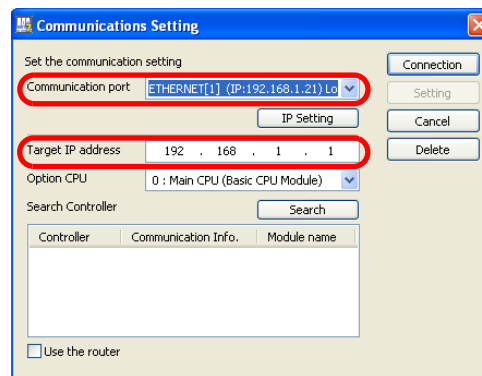 Communications Setting
Set the communication setting
Connection
Communication port
ETHERNET[1] (IP:192.168.1.21) Lo
Setting
IP Setting
Cancel
Target IP address
192 . 168 . 1 . 1
Delete
Option CPU
0 : Main CPU (Basic CPU Module)
Search Controller
Search
Controller Communication Info. Module name
Use the router